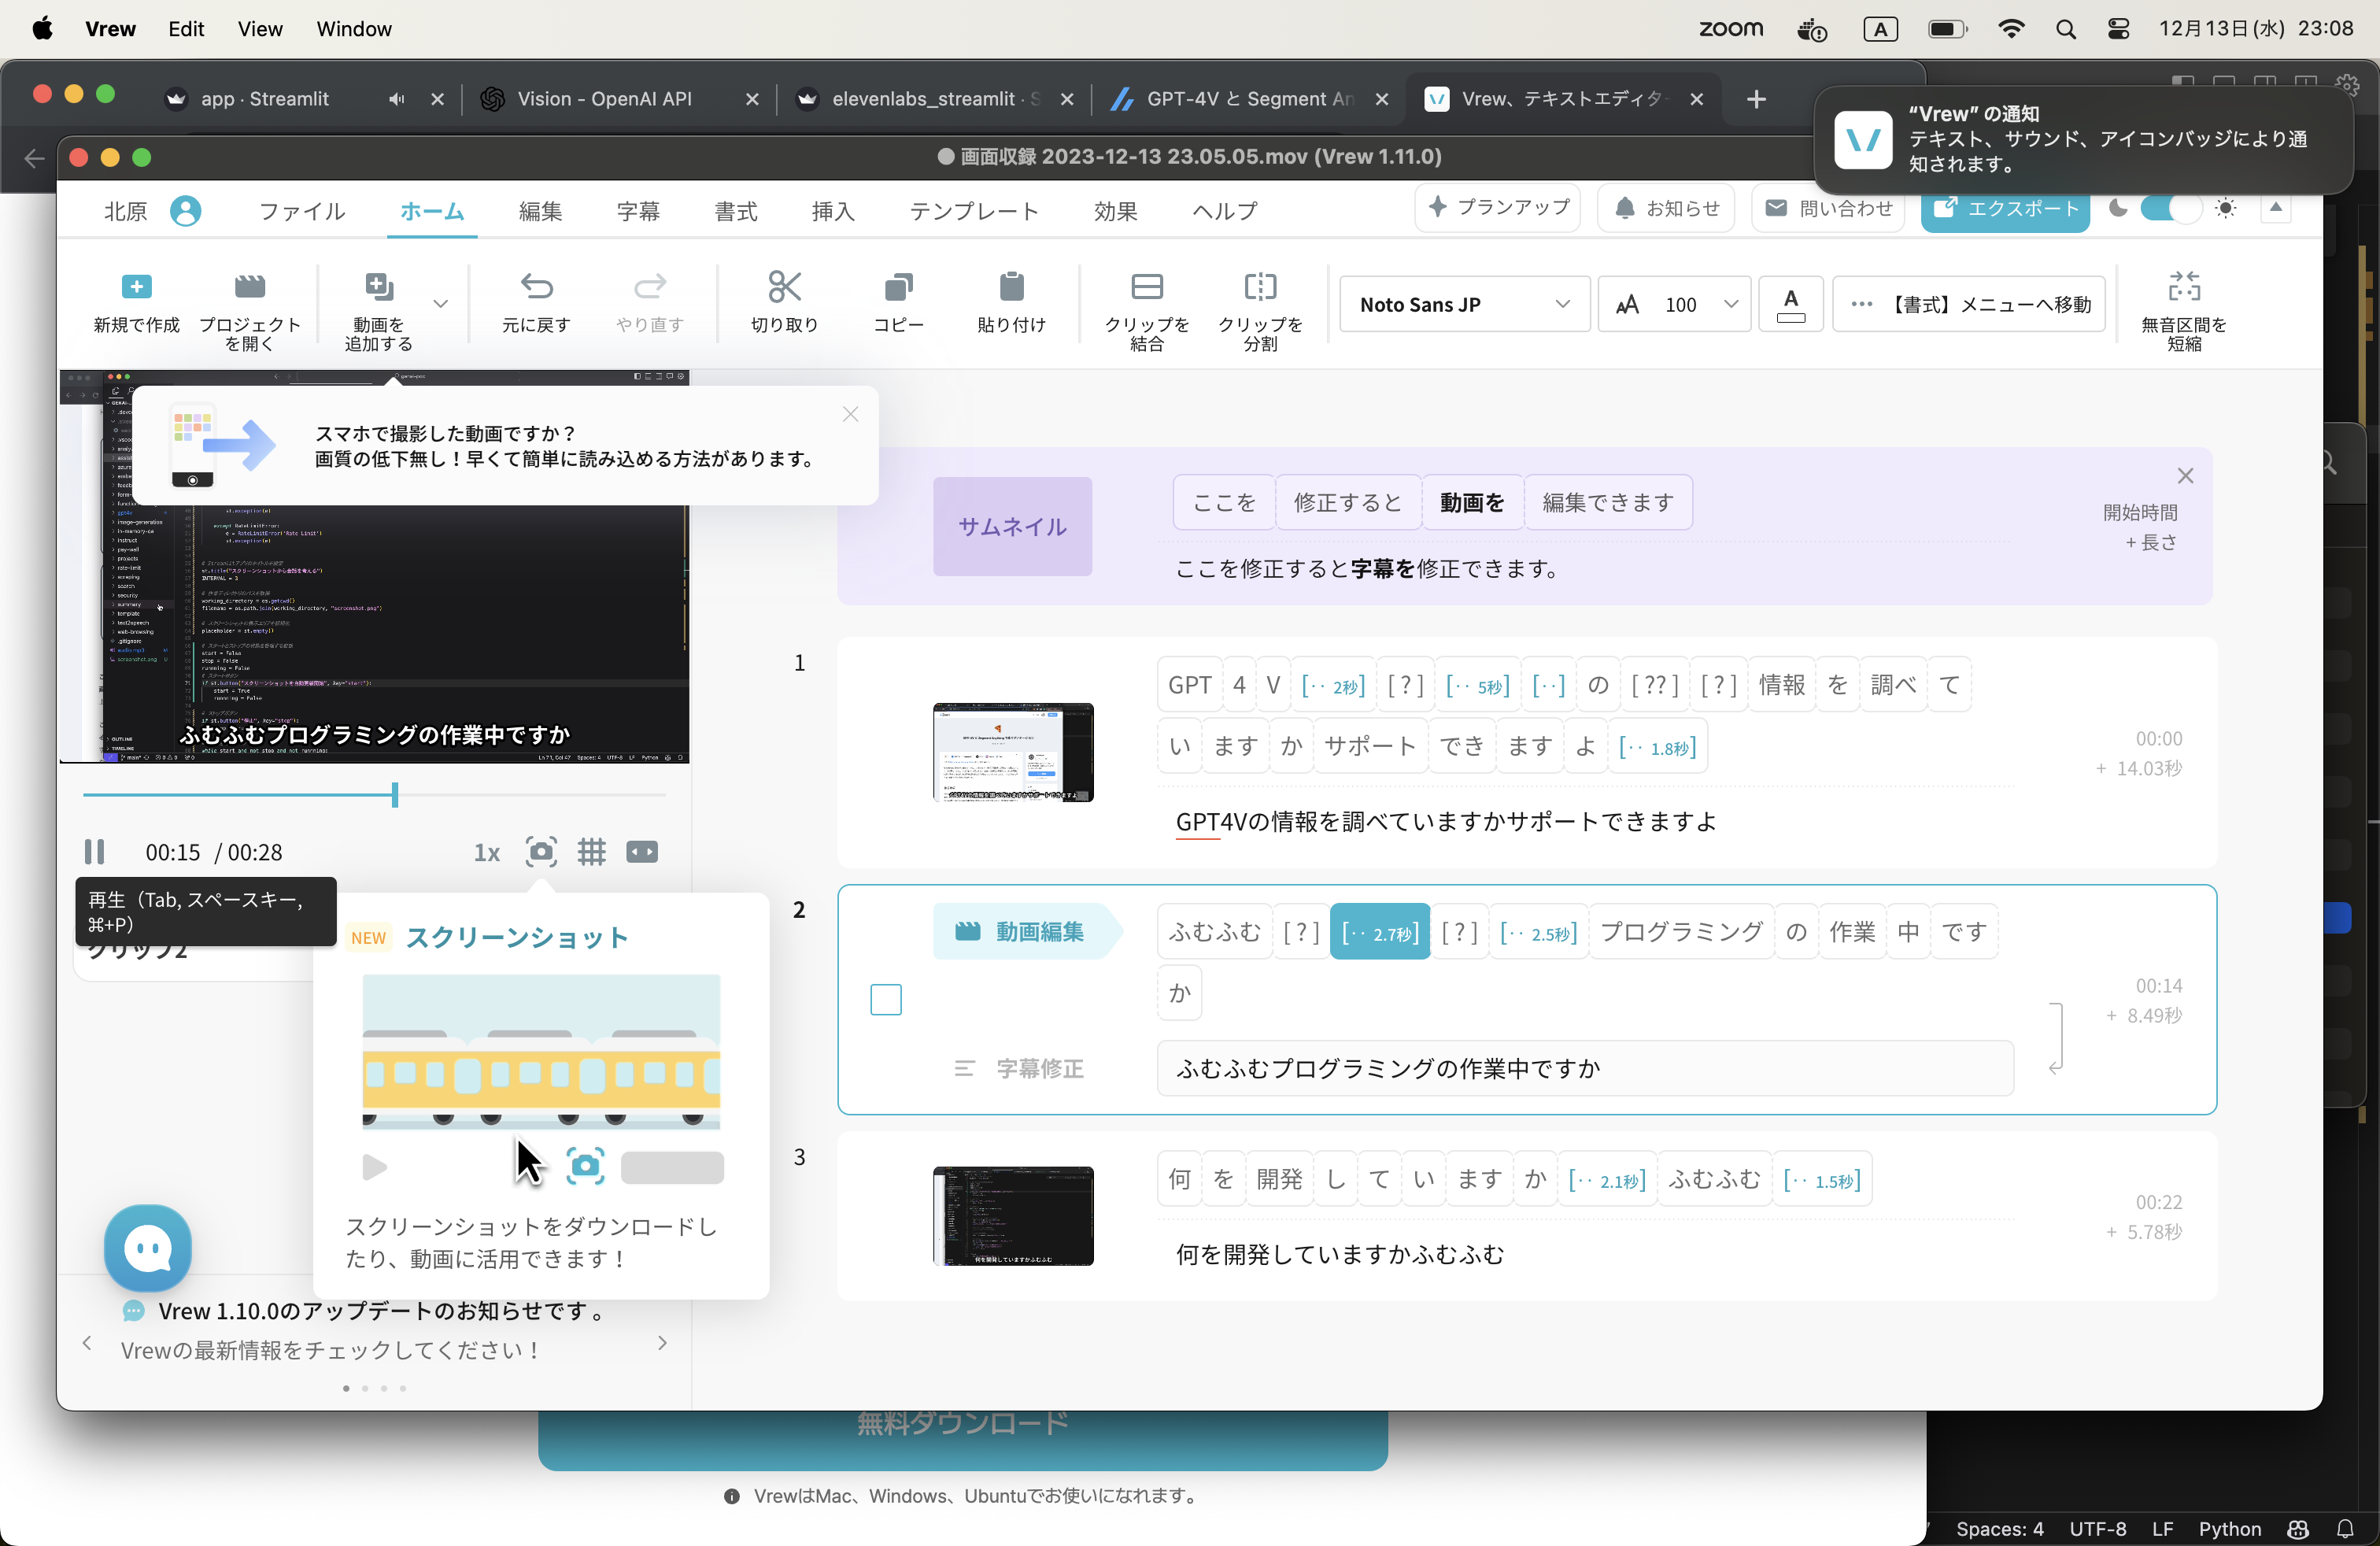 Vrew Edit View Window
zoom A 12月13日(水) 23:08
app · Streamlit
Vision - OpenAI API
elevenlabs_streamlit · S
GPT-4V と Segment An
Vrew、テキストエディター
“Vrew” の通知
テキスト、サウンド、アイコンバッジにより通
知されます。
画面収録 2023-12-13 23.05.05.mov (Vrew 1.11.0)
北原 ファイル ホーム 編集 字幕 書式 挿入 テンプレート 効果 ヘルプ
プランアップ お知らせ 問い合わせ エクスポート
新規で作成
プロジェクト
を開く
動画を
追加する
元に戻す
やり直す
切り取り
コピー
貼り付け
クリップを
結合
クリップを
分割
Noto Sans JP
100
A
【書式】メニューへ移動
無音区間を
短縮
スマホで撮影した動画ですか？
画質の低下無し！早くて簡単に読み込める方法があります。
ふむふむプログラミングの作業中ですか
00:15 / 00:28
1x
再生（Tab, スペースキー,
⌘+P）
クリップ2
NEW スクリーンショット
スクリーンショットをダウンロードし
たり、動画に活用できます！
Vrew 1.10.0のアップデートのお知らせです 。
Vrewの最新情報をチェックしてください！
サムネイル
ここを 修正すると 動画を 編集できます
ここを修正すると字幕を修正できます。
開始時間
+ 長さ
1
GPT 4 V [·· 2秒] [?] [·· 5秒] [··] の [??] [?] 情報 を 調べ て
い ます か サポート でき ます よ [·· 1.8秒]
GPT4Vの情報を調べていますかサポートできますよ
00:00
+ 14.03秒
2
動画編集
ふむふむ [?] [·· 2.7秒] [?] [·· 2.5秒] プログラミング の 作業 中 です
か
字幕修正
ふむふむプログラミングの作業中ですか
00:14
+ 8.49秒
3
何 を 開発 し て い ます か [·· 2.1秒] ふむふむ [·· 1.5秒]
何を開発していますかふむふむ
00:22
+ 5.78秒
無料ダウンロード
VrewはMac、Windows、Ubuntuでお使いになれます。
Spaces: 4 UTF-8 LF Python